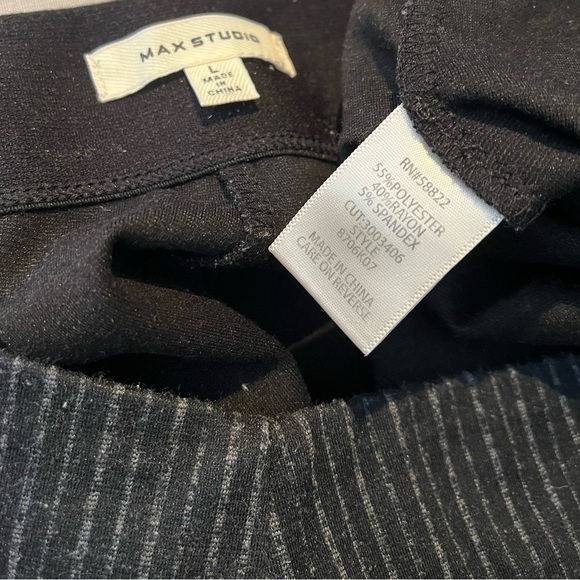 MAX STUDIO
L
MADE
IN
CHINA
RN#58822
55%POLYESTER
40%RAYON
5% SPANDEX
CUT:3003406
STYLE
8706K07
MADE IN CHINA
CARE ON REVERSE